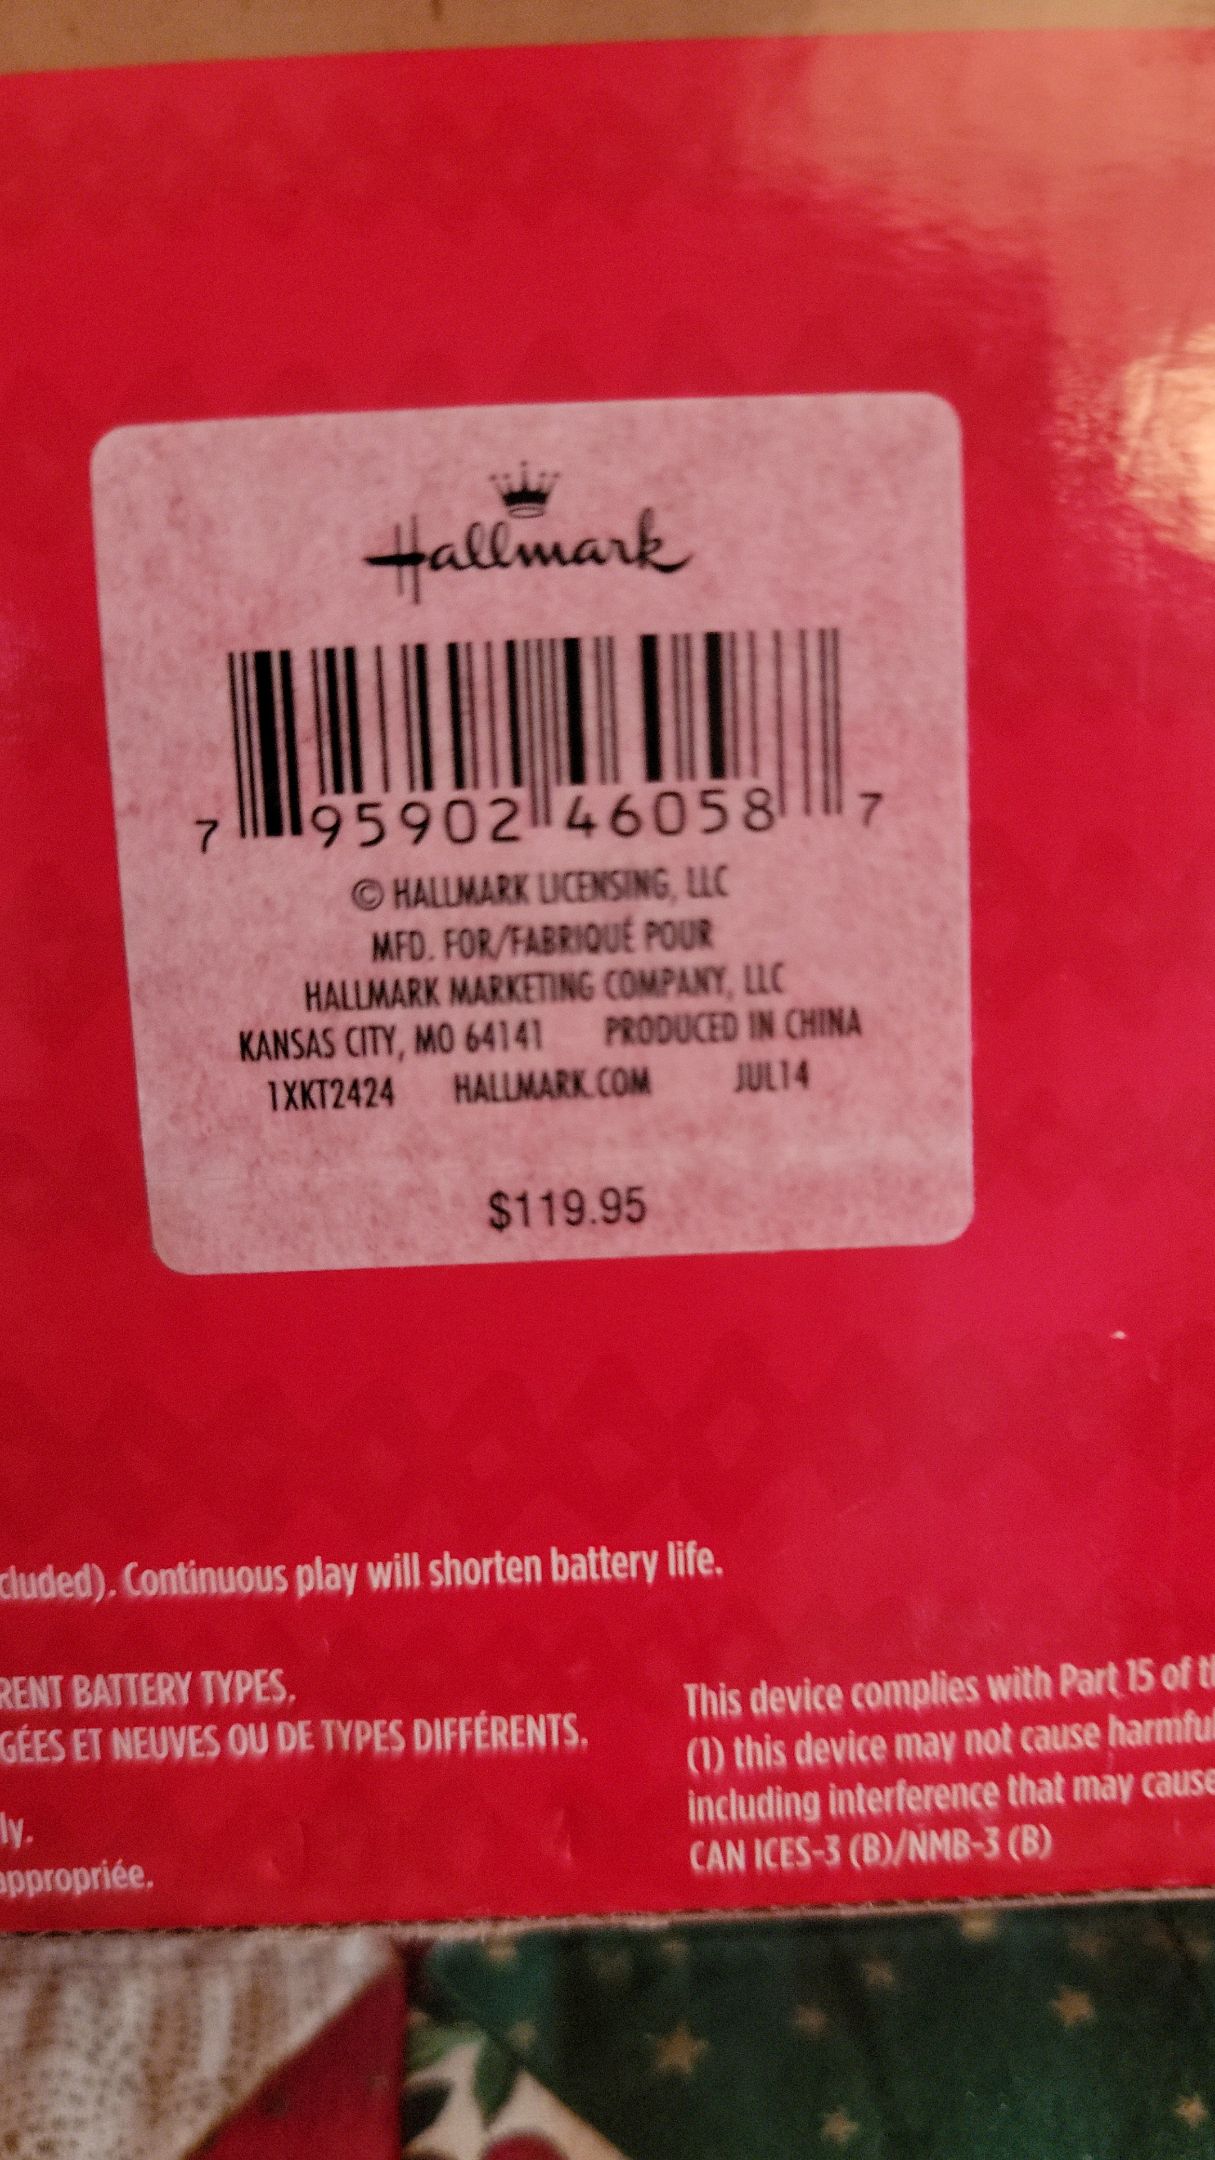 Hallmark
7 95902 46058 7
© HALLMARK LICENSING, LLC
MFD. FOR/FABRIQUÉ POUR
HALLMARK MARKETING COMPANY, LLC
KANSAS CITY, MO 64141 PRODUCED IN CHINA
1XKT2424 HALLMARK.COM JUL14
$119.95
cluded). Continuous play will shorten battery life.
RENT BATTERY TYPES.
GÉES ET NEUVES OU DE TYPES DIFFÉRENTS.
ly.
appropriée.
This device complies with Part 15 of th
(1) this device may not cause harmful
including interference that may cause
CAN ICES-3 (B)/NMB-3 (B)